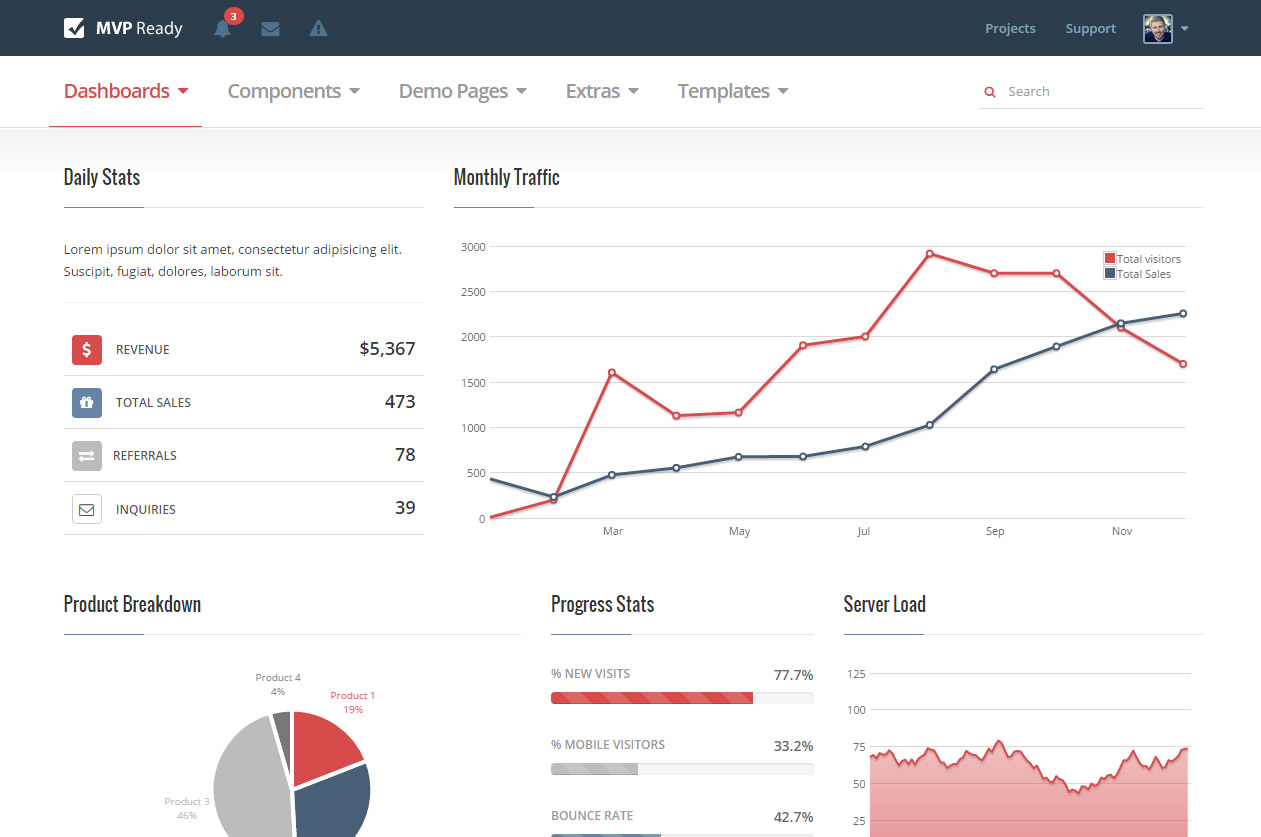 MVP Ready
3
Projects
Support
Dashboards
Components
Demo Pages
Extras
Templates
Search
Daily Stats
Lorem ipsum dolor sit amet, consectetur adipisicing elit.
Suscipit, fugiat, dolores, laborum sit.
$
REVENUE
$5,367
TOTAL SALES
473
REFERRALS
78
INQUIRIES
39
Monthly Traffic
3000
2500
2000
1500
1000
500
0
Total visitors
Total Sales
Mar
May
Jul
Sep
Nov
Product Breakdown
Product 4
4%
Product 1
19%
Product 3
46%
Progress Stats
% NEW VISITS
77.7%
% MOBILE VISITORS
33.2%
BOUNCE RATE
42.7%
Server Load
125
100
75
50
25